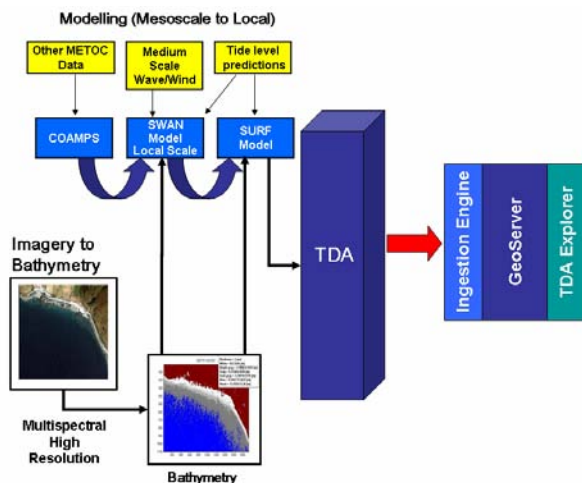 Modelling (Mesoscale to Local)
Other METOC
Data
Medium
Scale
Wave/Wind
Tide level
predictions
COAMPS
SWAN
Model
Local Scale
SURF
Model
TDA
Ingestion Engine
GeoServer
TDA Explorer
Imagery to
Bathymetry
Multispectral
High
Resolution
Bathymetry